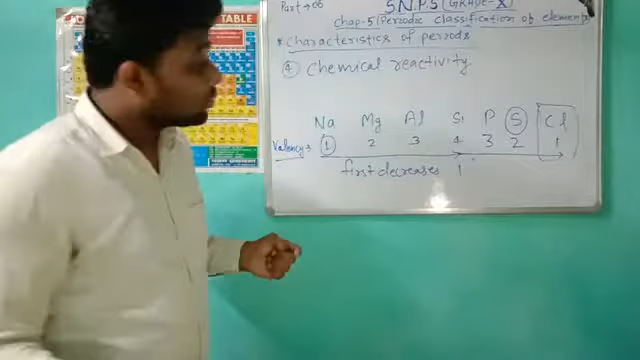 Part → 06
SNPS (GRADE-X)
chap-5 (Periodic classification of elements
* Characteristics of periods
④ Chemical reactivity
Na Mg Al Si P S Cl
Valency → 1 2 3 4 3 2 1
first decreases
TABLE